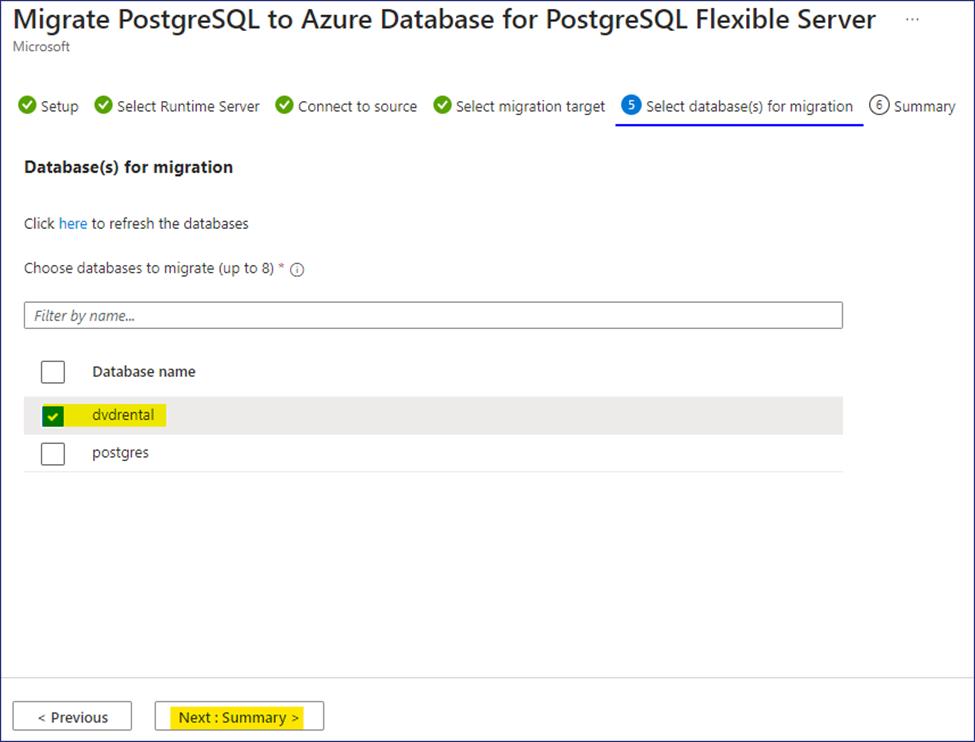 Migrate PostgreSQL to Azure Database for PostgreSQL Flexible Server ...
Microsoft
Setup Select Runtime Server Connect to source Select migration target 5 Select database(s) for migration 6 Summary
Database(s) for migration
Click here to refresh the databases
Choose databases to migrate (up to 8) *
Filter by name...
Database name
dvdrental
postgres
< Previous Next : Summary >